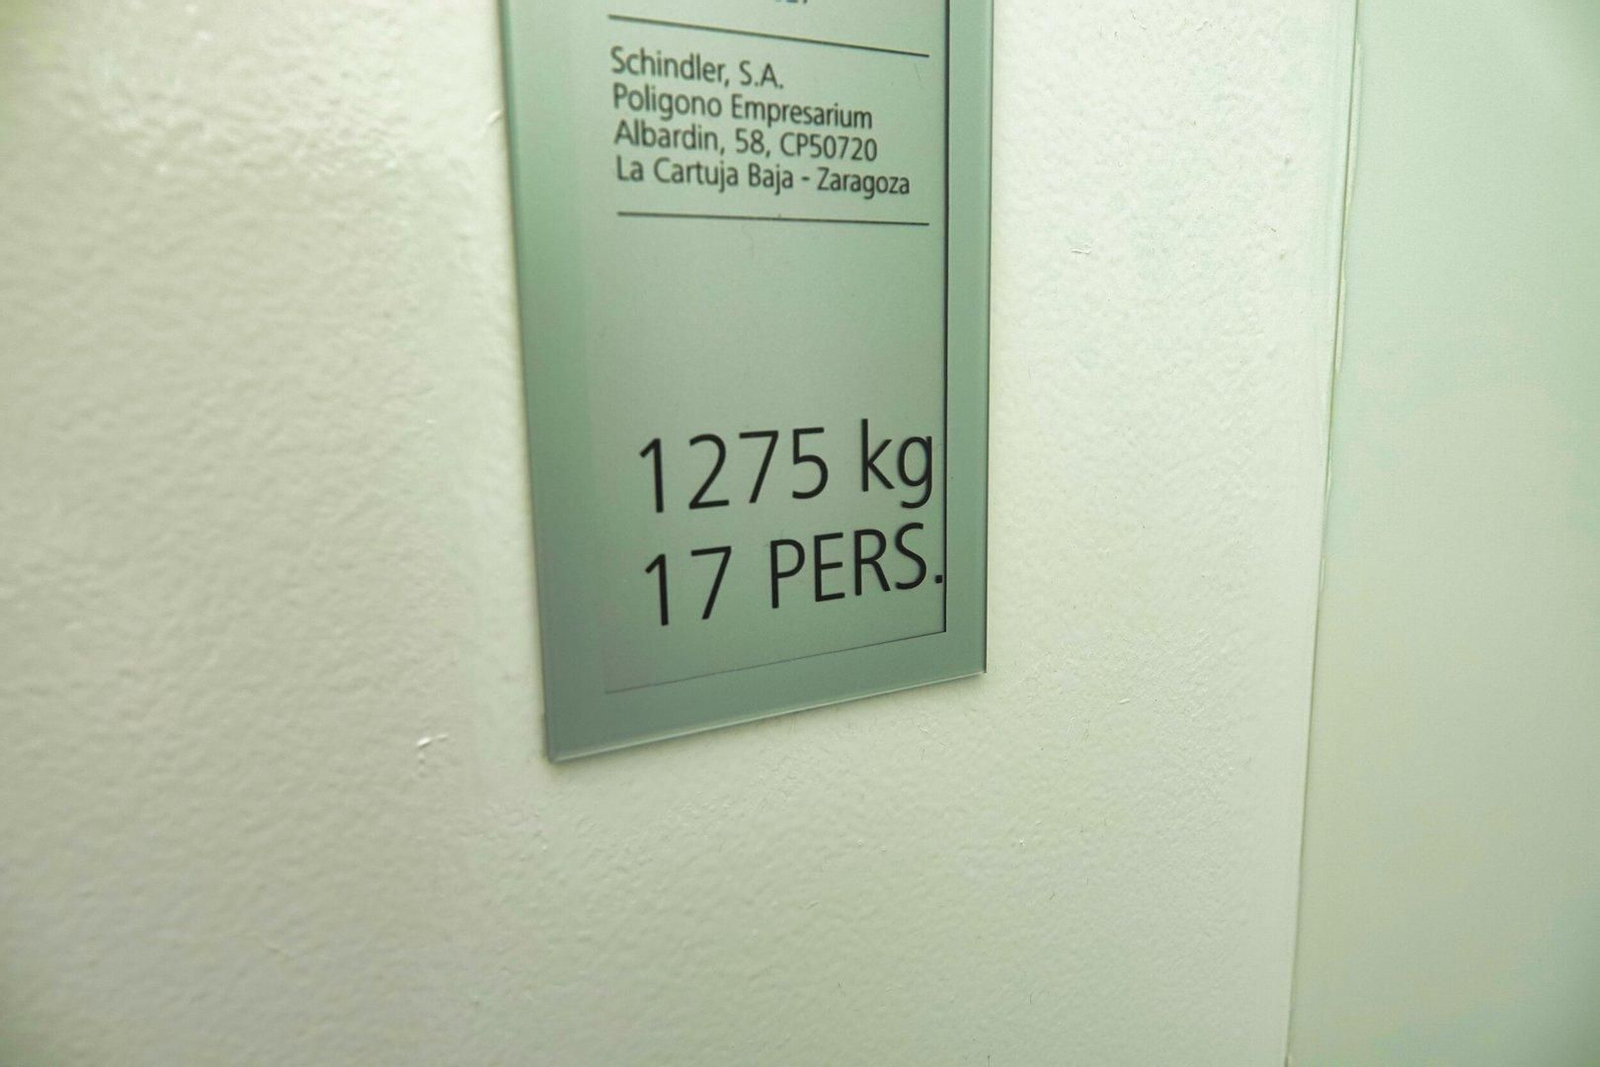 Schindler, S.A.
Poligono Empresarium
Albardin, 58, CP50720
La Cartuja Baja - Zaragoza
1275 kg
17 PERS.